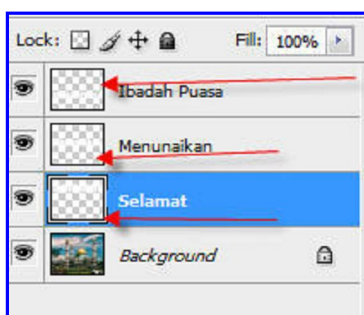 Lock: Fill: 100%
Ibadah Puasa
Menunaikan
Selamat
Background